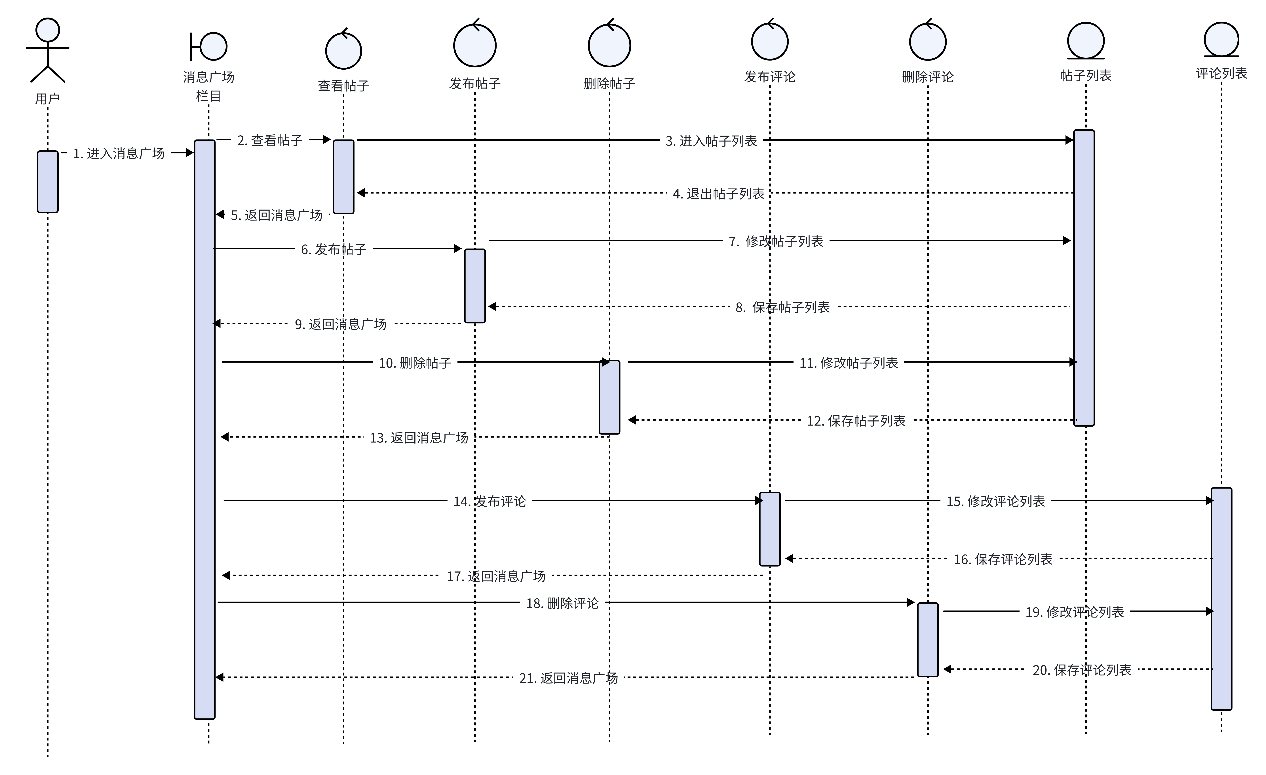 用户
消息广场
栏目
查看帖子
发布帖子
删除帖子
发布评论
删除评论
帖子列表
评论列表
1. 进入消息广场
2. 查看帖子
3. 进入帖子列表
4. 退出帖子列表
5. 返回消息广场
6. 发布帖子
7. 修改帖子列表
8. 保存帖子列表
9. 返回消息广场
10. 删除帖子
11. 修改帖子列表
12. 保存帖子列表
13. 返回消息广场
14. 发布评论
15. 修改评论列表
16. 保存评论列表
17. 返回消息广场
18. 删除评论
19. 修改评论列表
20. 保存评论列表
21. 返回消息广场